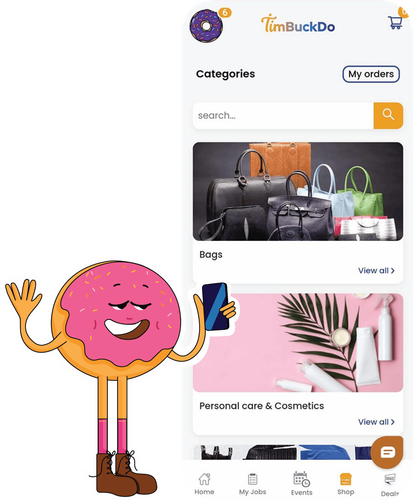 6
TimBuckDo
Categories
My orders
search...
Bags
View all >
Personal care & Cosmetics
View all >
Home
My Jobs
Events
Shop